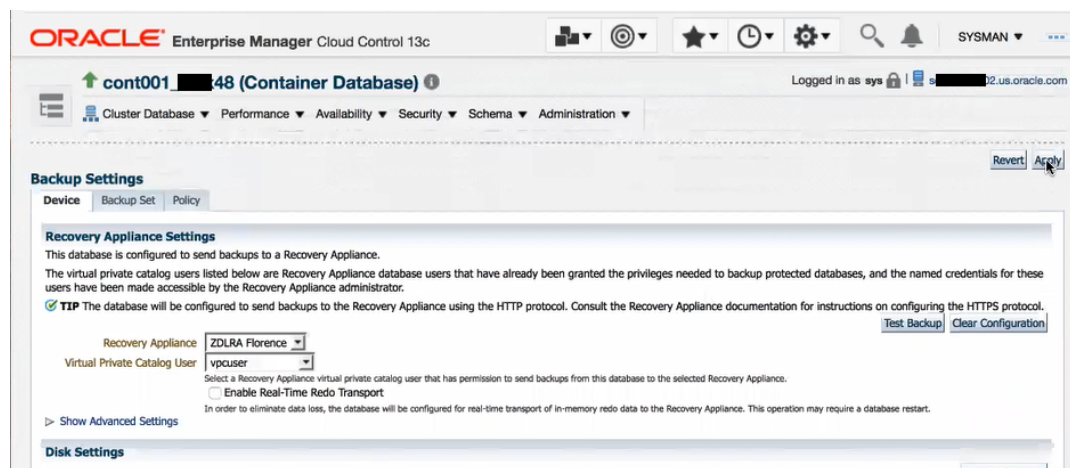 ORACLE Enterprise Manager Cloud Control 13c
SYSMAN
cont001_ :48 (Container Database)
Logged in as sys
s 02.us.oracle.com
Cluster Database Performance Availability Security Schema Administration
Revert Apply
Backup Settings
Device Backup Set Policy
Recovery Appliance Settings
This database is configured to send backups to a Recovery Appliance.
The virtual private catalog users listed below are Recovery Appliance database users that have already been granted the privileges needed to backup protected databases, and the named credentials for these
users have been made accessible by the Recovery Appliance administrator.
TIP The database will be configured to send backups to the Recovery Appliance using the HTTP protocol. Consult the Recovery Appliance documentation for instructions on configuring the HTTPS protocol.
Test Backup Clear Configuration
Recovery Appliance ZDLRA Florence
Virtual Private Catalog User vpcuser
Select a Recovery Appliance virtual private catalog user that has permission to send backups from this database to the selected Recovery Appliance.
Enable Real-Time Redo Transport
In order to eliminate data loss, the database will be configured for real-time transport of in-memory redo data to the Recovery Appliance. This operation may require a database restart.
Show Advanced Settings
Disk Settings